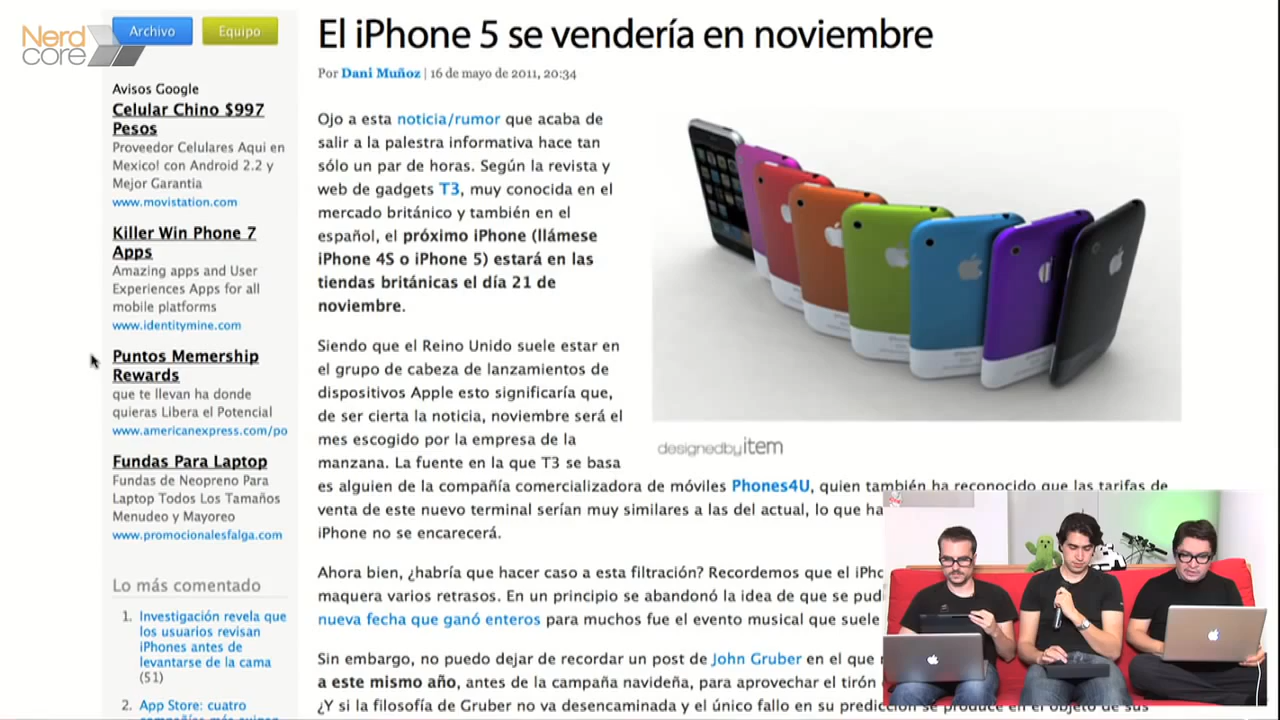 Nerd
core
Archivo
Equipo
El iPhone 5 se vendería en noviembre
Por Dani Muñoz | 16 de mayo de 2011, 20:34
Avisos Google
Celular Chino $997
Pesos
Proveedor Celulares Aqui en
Mexico! con Android 2.2 y
Mejor Garantia
www.movistation.com
Killer Win Phone 7
Apps
Amazing apps and User
Experiences Apps for all
mobile platforms
www.identitymine.com
Puntos Memership
Rewards
que te llevan ha donde
quieras Libera el Potencial
www.americanexpress.com/po
Fundas Para Laptop
Fundas de Neopreno Para
Laptop Todos Los Tamaños
Menudeo y Mayoreo
www.promocionesfalga.com
Lo más comentado
1. Investigación revela que
los usuarios revisan
iPhones antes de
levantarse de la cama
(51)
2. App Store: cuatro
Ojo a esta noticia/rumor que acaba de
salir a la palestra informativa hace tan
sólo un par de horas. Según la revista y
web de gadgets T3, muy conocida en el
mercado británico y también en el
español, el próximo iPhone (llámese
iPhone 4S o iPhone 5) estará en las
tiendas británicas el día 21 de
noviembre.
Siendo que el Reino Unido suele estar en
el grupo de cabeza de lanzamientos de
dispositivos Apple esto significaría que,
de ser cierta la noticia, noviembre será el
mes escogido por la empresa de la
manzana. La fuente en la que T3 se basa
es alguien de la compañía comercializadora de móviles Phones4U, quien también ha reconocido que las tarifas de
venta de este nuevo terminal serían muy similares a las del actual, lo que
iPhone no se encarecerá.
designedbyitem
Ahora bien, ¿habría que hacer caso a esta filtración? Recordemos que el
maquera varios retrasos. En un principio se abandonó la idea de que se
nueva fecha que ganó enteros para muchos fue el evento musical que suele
Sin embargo, no puedo dejar de recordar un post de John Gruber en el que
a este mismo año, antes de la campaña navideña, para aprovechar el tirón
¿Y si la filosofía de Gruber no va desencaminada y el único fallo en su